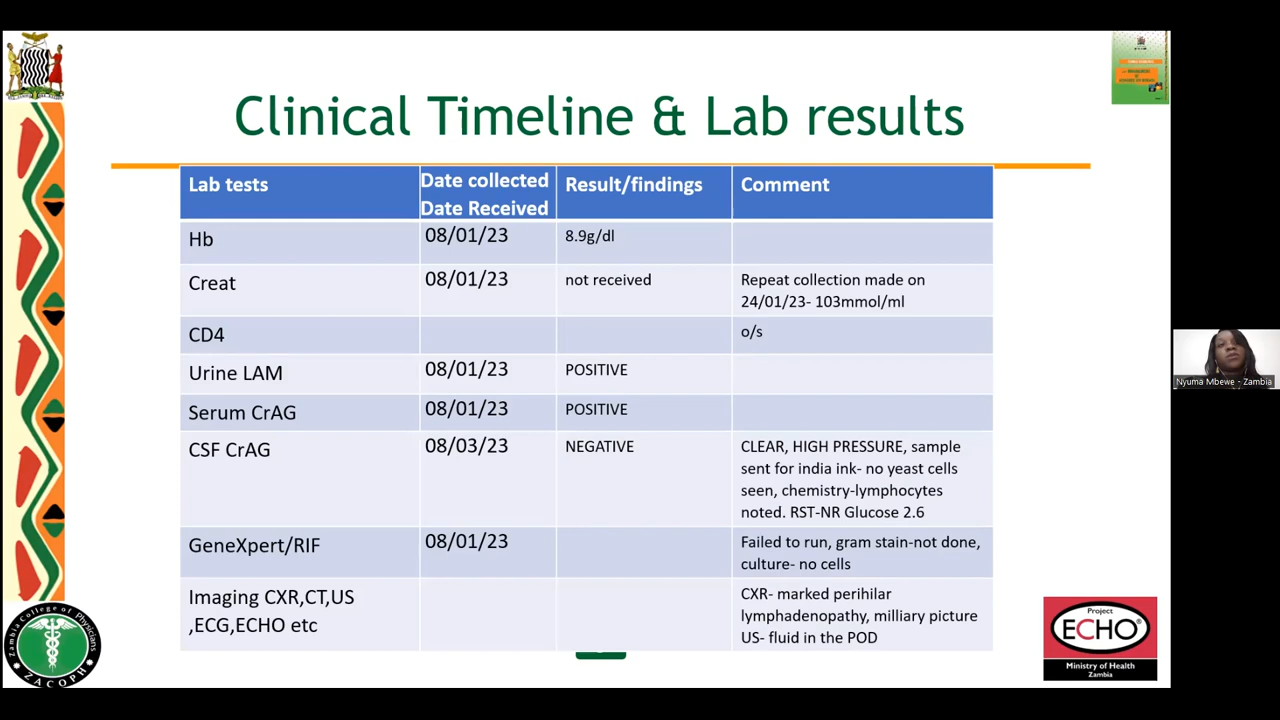 Clinical Timeline & Lab results
Lab tests
Date collected
Date Received
Result/findings
Comment
Hb
08/01/23
8.9g/dl
Creat
08/01/23
not received
Repeat collection made on
24/01/23- 103mmol/ml
CD4
o/s
Urine LAM
08/01/23
POSITIVE
Serum CrAG
08/01/23
POSITIVE
CSF CrAG
08/03/23
NEGATIVE
CLEAR, HIGH PRESSURE, sample
sent for india ink- no yeast cells
seen, chemistry-lymphocytes
noted. RST-NR Glucose 2.6
GeneXpert/RIF
08/01/23
Failed to run, gram stain-not done,
culture- no cells
Imaging CXR,CT,US
,ECG,ECHO etc
CXR- marked perihilar
lymphadenopathy, milliary picture
US- fluid in the POD
Zambia College of Physicians
ZACOPH
Project
ECHO®
Ministry of Health
Zambia
Nyuma Mbewe - Zambia